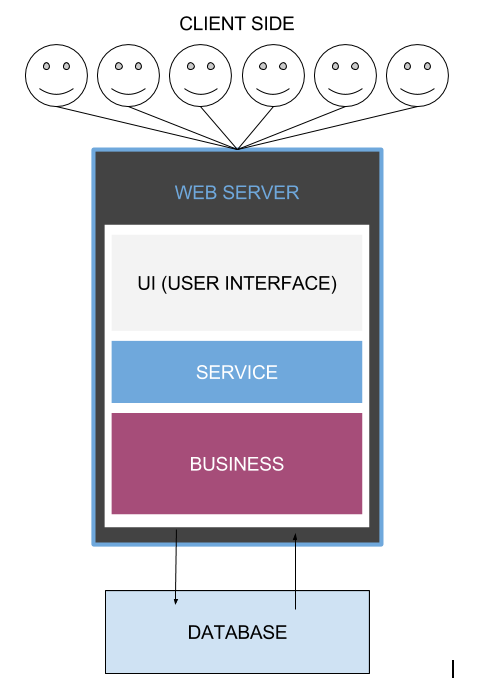 CLIENT SIDE
WEB SERVER
UI (USER INTERFACE)
SERVICE
BUSINESS
DATABASE